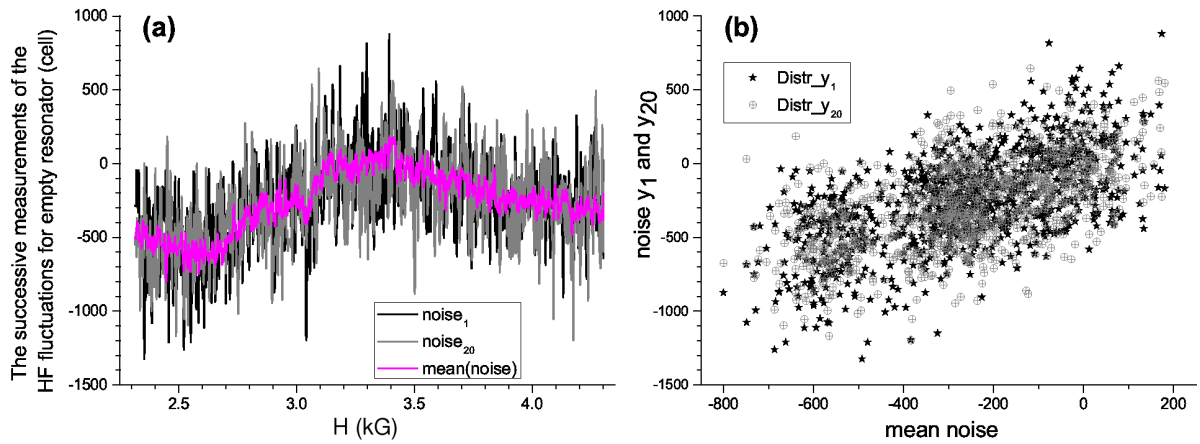 The successive measurements of the
HF fluctuations for empty resonator (cell)
(a)
1000
500
0
-500
-1000
-1500
2.5
3.0
3.5
4.0
H (kG)
noise1
noise20
mean(noise)
(b)
noise y1 and y20
1000
500
0
-500
-1000
-1500
-800
-600
-400
-200
0
200
mean noise
Distr_y1
Distr_y20